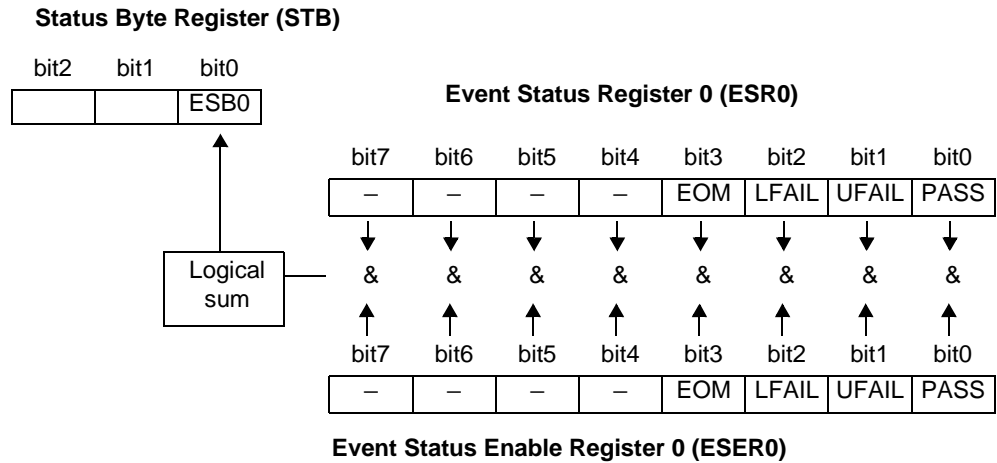 Status Byte Register (STB)
bit2 bit1 bit0
ESB0
Event Status Register 0 (ESR0)
bit7 bit6 bit5 bit4 bit3 bit2 bit1 bit0
– – – – EOM LFAIL UFAIL PASS
Logical
sum
& & & & & & & &
bit7 bit6 bit5 bit4 bit3 bit2 bit1 bit0
– – – – EOM LFAIL UFAIL PASS
Event Status Enable Register 0 (ESER0)